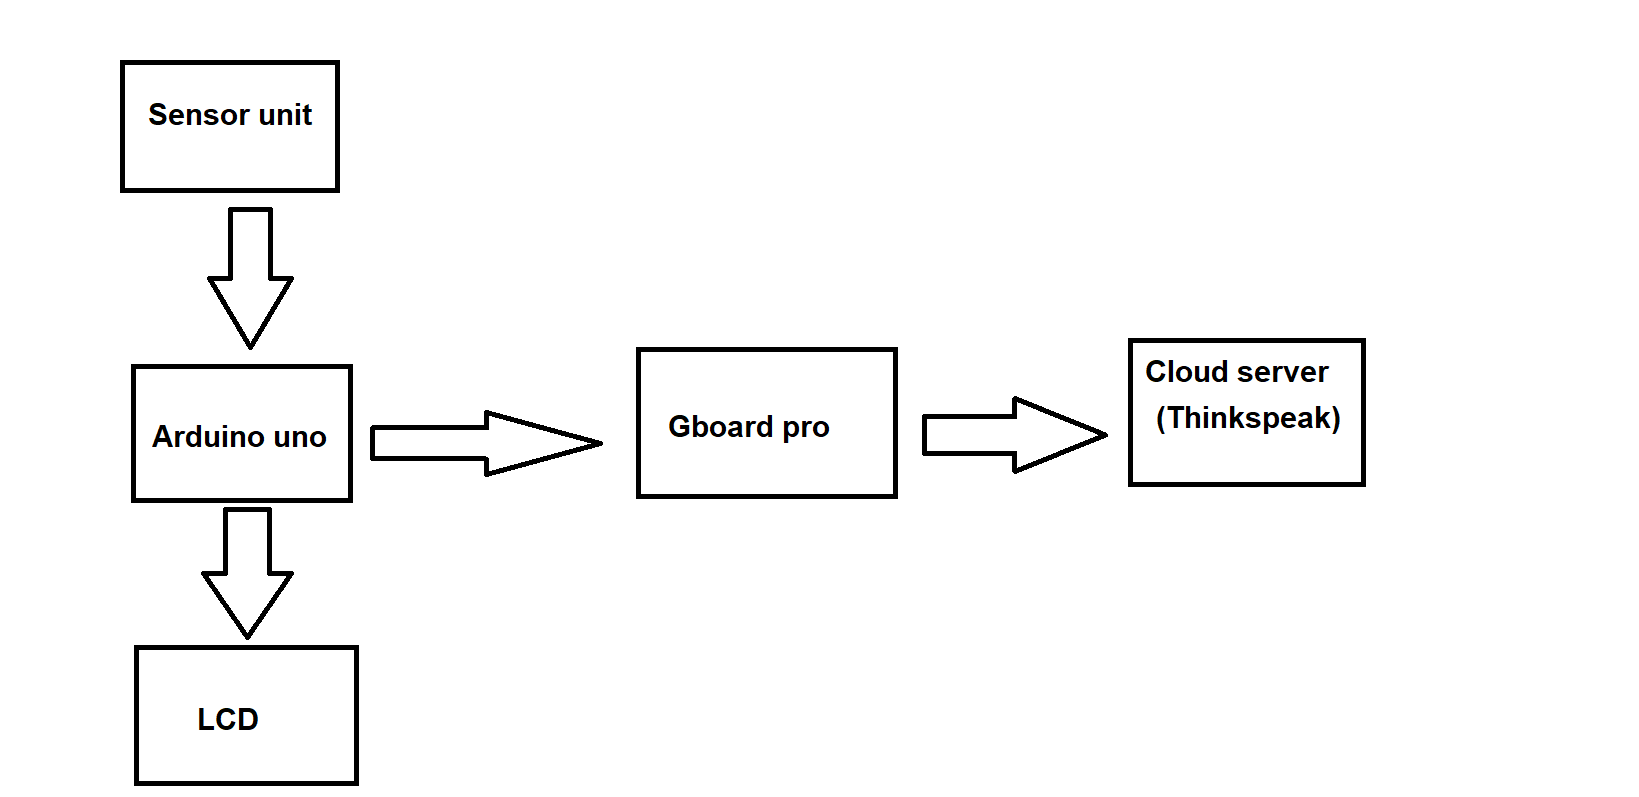 Sensor unit
Arduino uno
Gboard pro
Cloud server
(Thinkspeak)
LCD